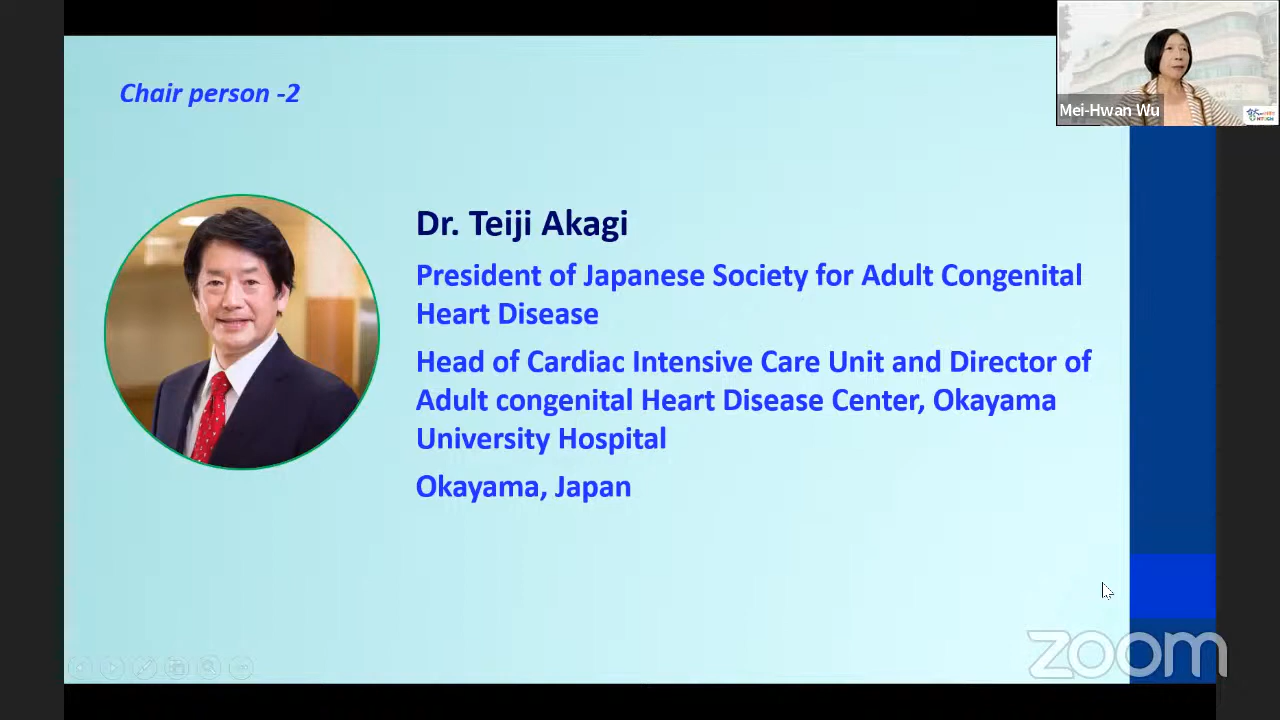 Chair person -2
Mei-Hwan Wu
Dr. Teiji Akagi
President of Japanese Society for Adult Congenital
Heart Disease
Head of Cardiac Intensive Care Unit and Director of
Adult congenital Heart Disease Center, Okayama
University Hospital
Okayama, Japan
zoom